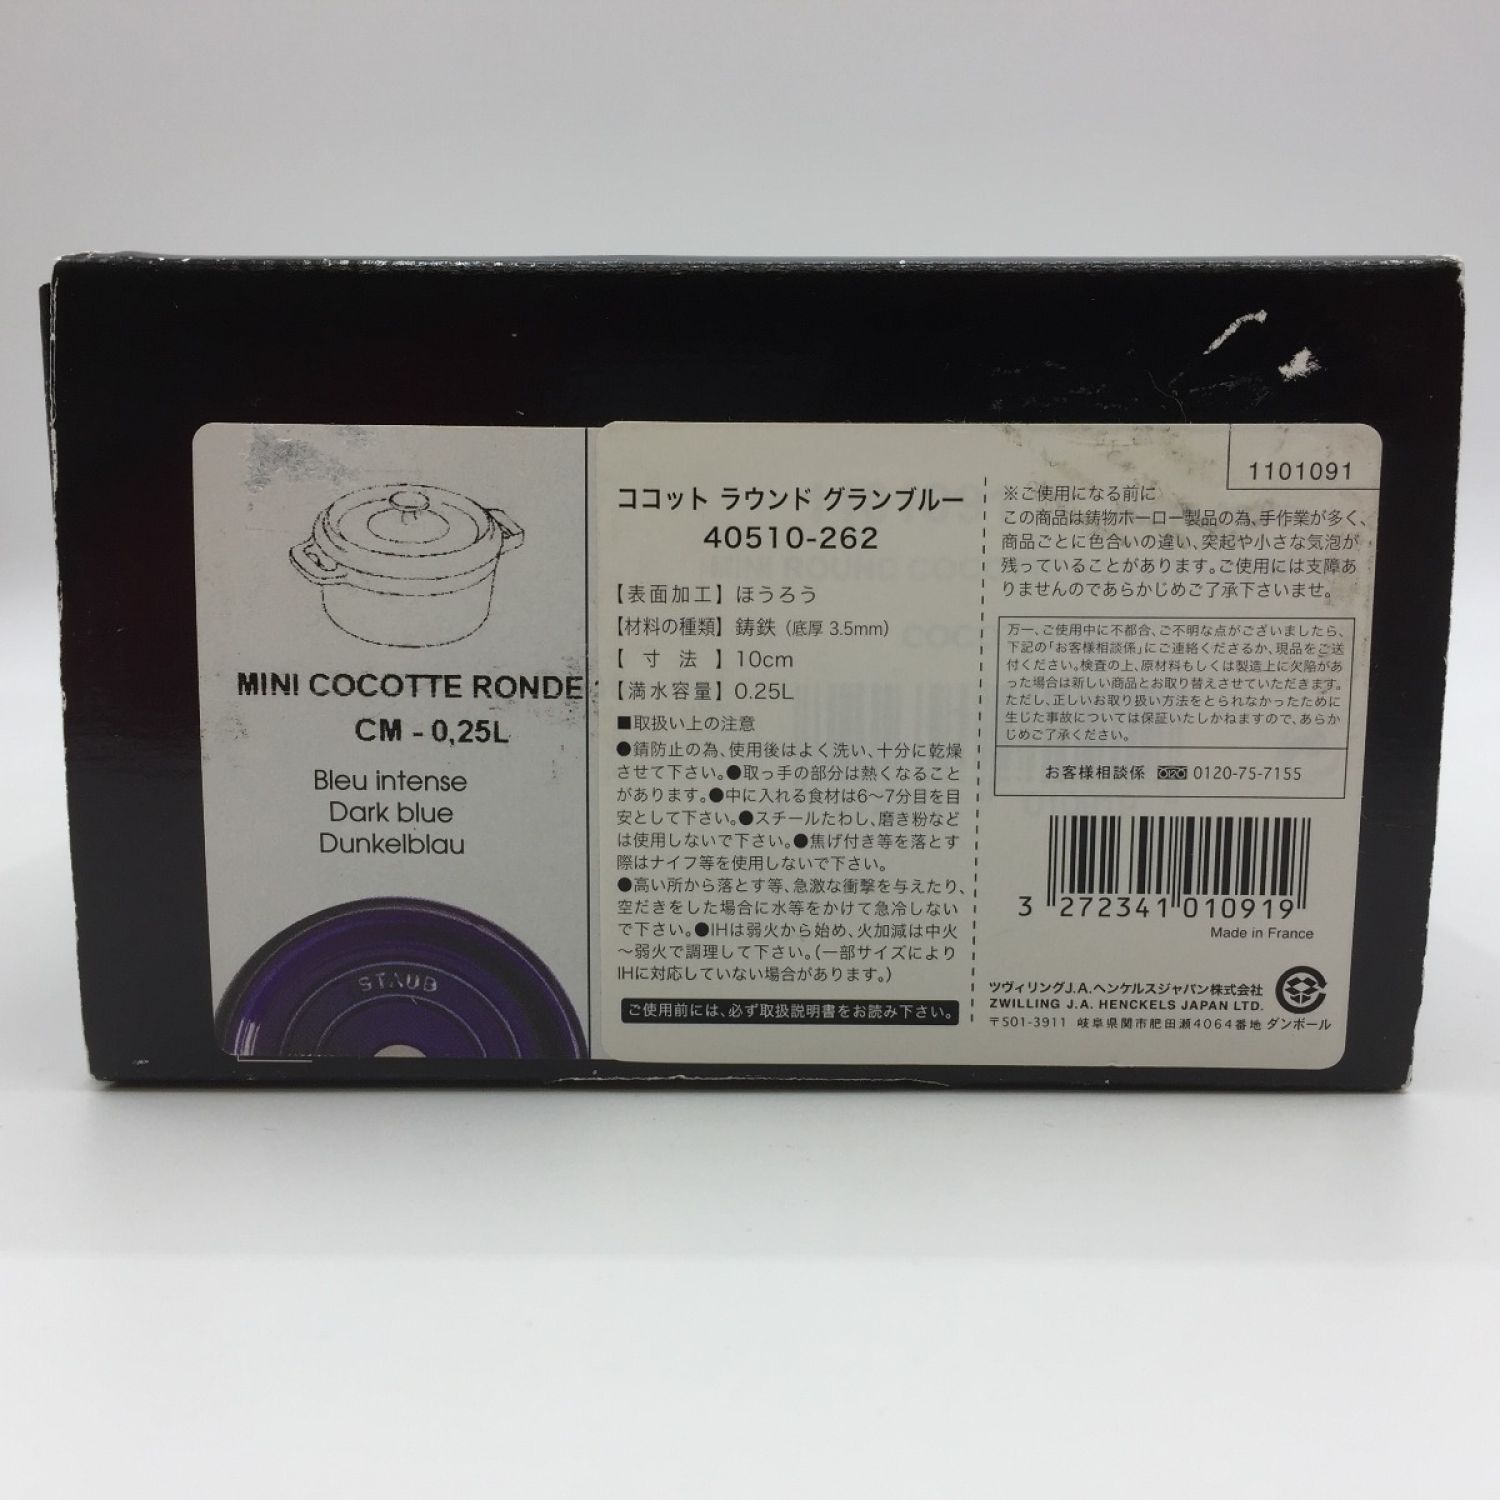 MINI COCOTTE RONDE
CM - 0,25L
Bleu intense
Dark blue
Dunkelblau
STAUB
ココット ラウンド グランブルー
40510-262
【表面加工】ほうろう
【材料の種類】鋳鉄(底厚 3.5mm)
【 寸 法 】10cm
【満水容量】0.25L
■取扱い上の注意
●錆防止の為、使用後はよく洗い、十分に乾燥
させて下さい。●取っ手の部分は熱くなること
があります。●中に入れる食材は6〜7分目を目
安として下さい。●スチールたわし、磨き粉など
は使用しないで下さい。●焦げ付き等を落とす
際はナイフ等を使用しないで下さい。
●高い所から落とす等、急激な衝撃を与えたり、
空だきをした場合に水等をかけて急冷しない
で下さい。●IHは弱火から始め、火加減は中火
〜弱火で調理して下さい。(一部サイズにより
IHに対応していない場合があります。)
ご使用前には、必ず取扱説明書をお読み下さい。
1101091
※ご使用になる前に
この商品は鋳物ホーロー製品の為、手作業が多く、
商品ごとに色合いの違い、突起や小さな気泡が
残っていることがあります。ご使用には支障あ
りませんのであらかじめご了承下さいませ。
万一、ご使用中に不都合、ご不明な点がございましたら、
下記の「お客様相談係」にご連絡くださるか、現品をご送
付ください。検査の上、原材料もしくは製造上に欠陥があ
った場合は新しい商品とお取り替えさせていただきます。
ただし、正しいお取り扱い方法をとられなかったために
生じた事故については保証いたしかねますので、あらか
じめご了承ください。
お客様相談係 0120-75-7155
3 272341 010919
Made in France
ツヴィリングJ.A.ヘンケルスジャパン株式会社
ZWILLING J.A. HENCKELS JAPAN LTD.
〒501-3911 岐阜県関市肥田瀬4064番地 ダンボール